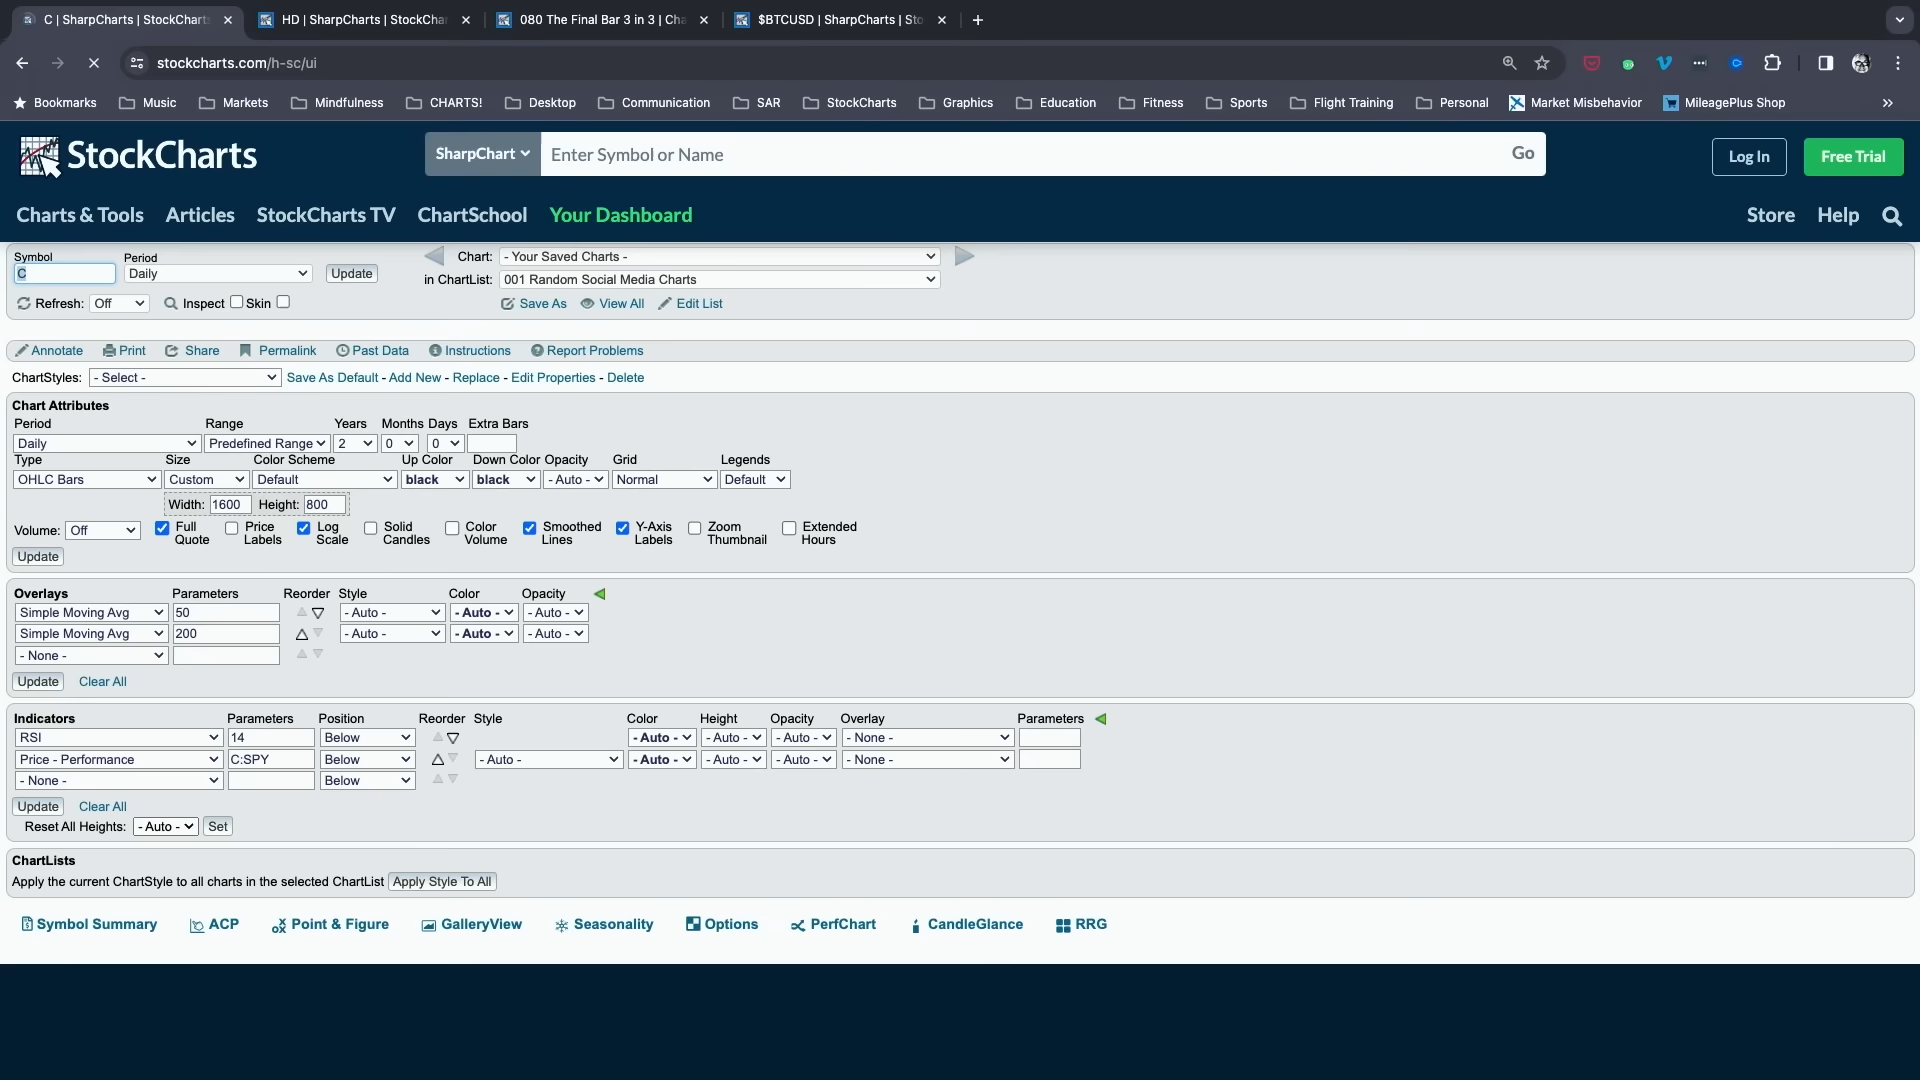 C | SharpCharts | StockCharts
HD | SharpCharts | StockChar
080 The Final Bar 3 in 3 | Cha
$BTCUSD | SharpCharts | Sto
stockcharts.com/h-sc/ui
Bookmarks Music Markets Mindfulness CHARTS! Desktop Communication SAR StockCharts Graphics Education Fitness Sports Flight Training Personal Market Misbehavior MileagePlus Shop
StockCharts
SharpChart Enter Symbol or Name Go
Log In Free Trial
Charts & Tools Articles StockCharts TV ChartSchool Your Dashboard Store Help
Symbol Period Chart: - Your Saved Charts -
C Daily Update in ChartList: 001 Random Social Media Charts
Refresh: Off Inspect Skin Save As View All Edit List
Annotate Print Share Permalink Past Data Instructions Report Problems
ChartStyles: - Select - Save As Default - Add New - Replace - Edit Properties - Delete
Chart Attributes
Period Range Years Months Days Extra Bars
Daily Predefined Range 2 0 0
Type Size Color Scheme Up Color Down Color Opacity Grid Legends
OHLC Bars Custom Default black black - Auto - Normal Default
Width: 1600 Height: 800
Volume: Off Full Quote Price Labels Log Scale Solid Candles Color Volume Smoothed Lines Y-Axis Labels Zoom Thumbnail Extended Hours
Update
Overlays Parameters Reorder Style Color Opacity
Simple Moving Avg 50 - Auto - - Auto - - Auto -
Simple Moving Avg 200 - Auto - - Auto - - Auto -
- None -
Update Clear All
Indicators Parameters Position Reorder Style Color Height Opacity Overlay Parameters
RSI 14 Below - Auto - - Auto - - Auto - - None -
Price - Performance C:SPY Below - Auto - - Auto - - Auto - - Auto - - None -
- None - Below
Update Clear All
Reset All Heights: - Auto - Set
ChartLists
Apply the current ChartStyle to all charts in the selected ChartList Apply Style To All
Symbol Summary ACP Point & Figure GalleryView Seasonality Options PerfChart CandleGlance RRG